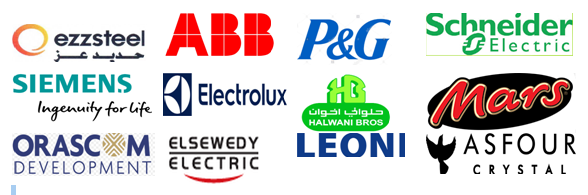 ezzsteel
حديد عز
ABB
P&G
Schneider
Electric
SIEMENS
Ingenuity for life
Electrolux
HB
حلواني اخوان
HALWANI BROS
Mars
ORASCOM
DEVELOPMENT
ELSEWEDY
ELECTRIC
LEONI
ASFOUR
CRYSTAL